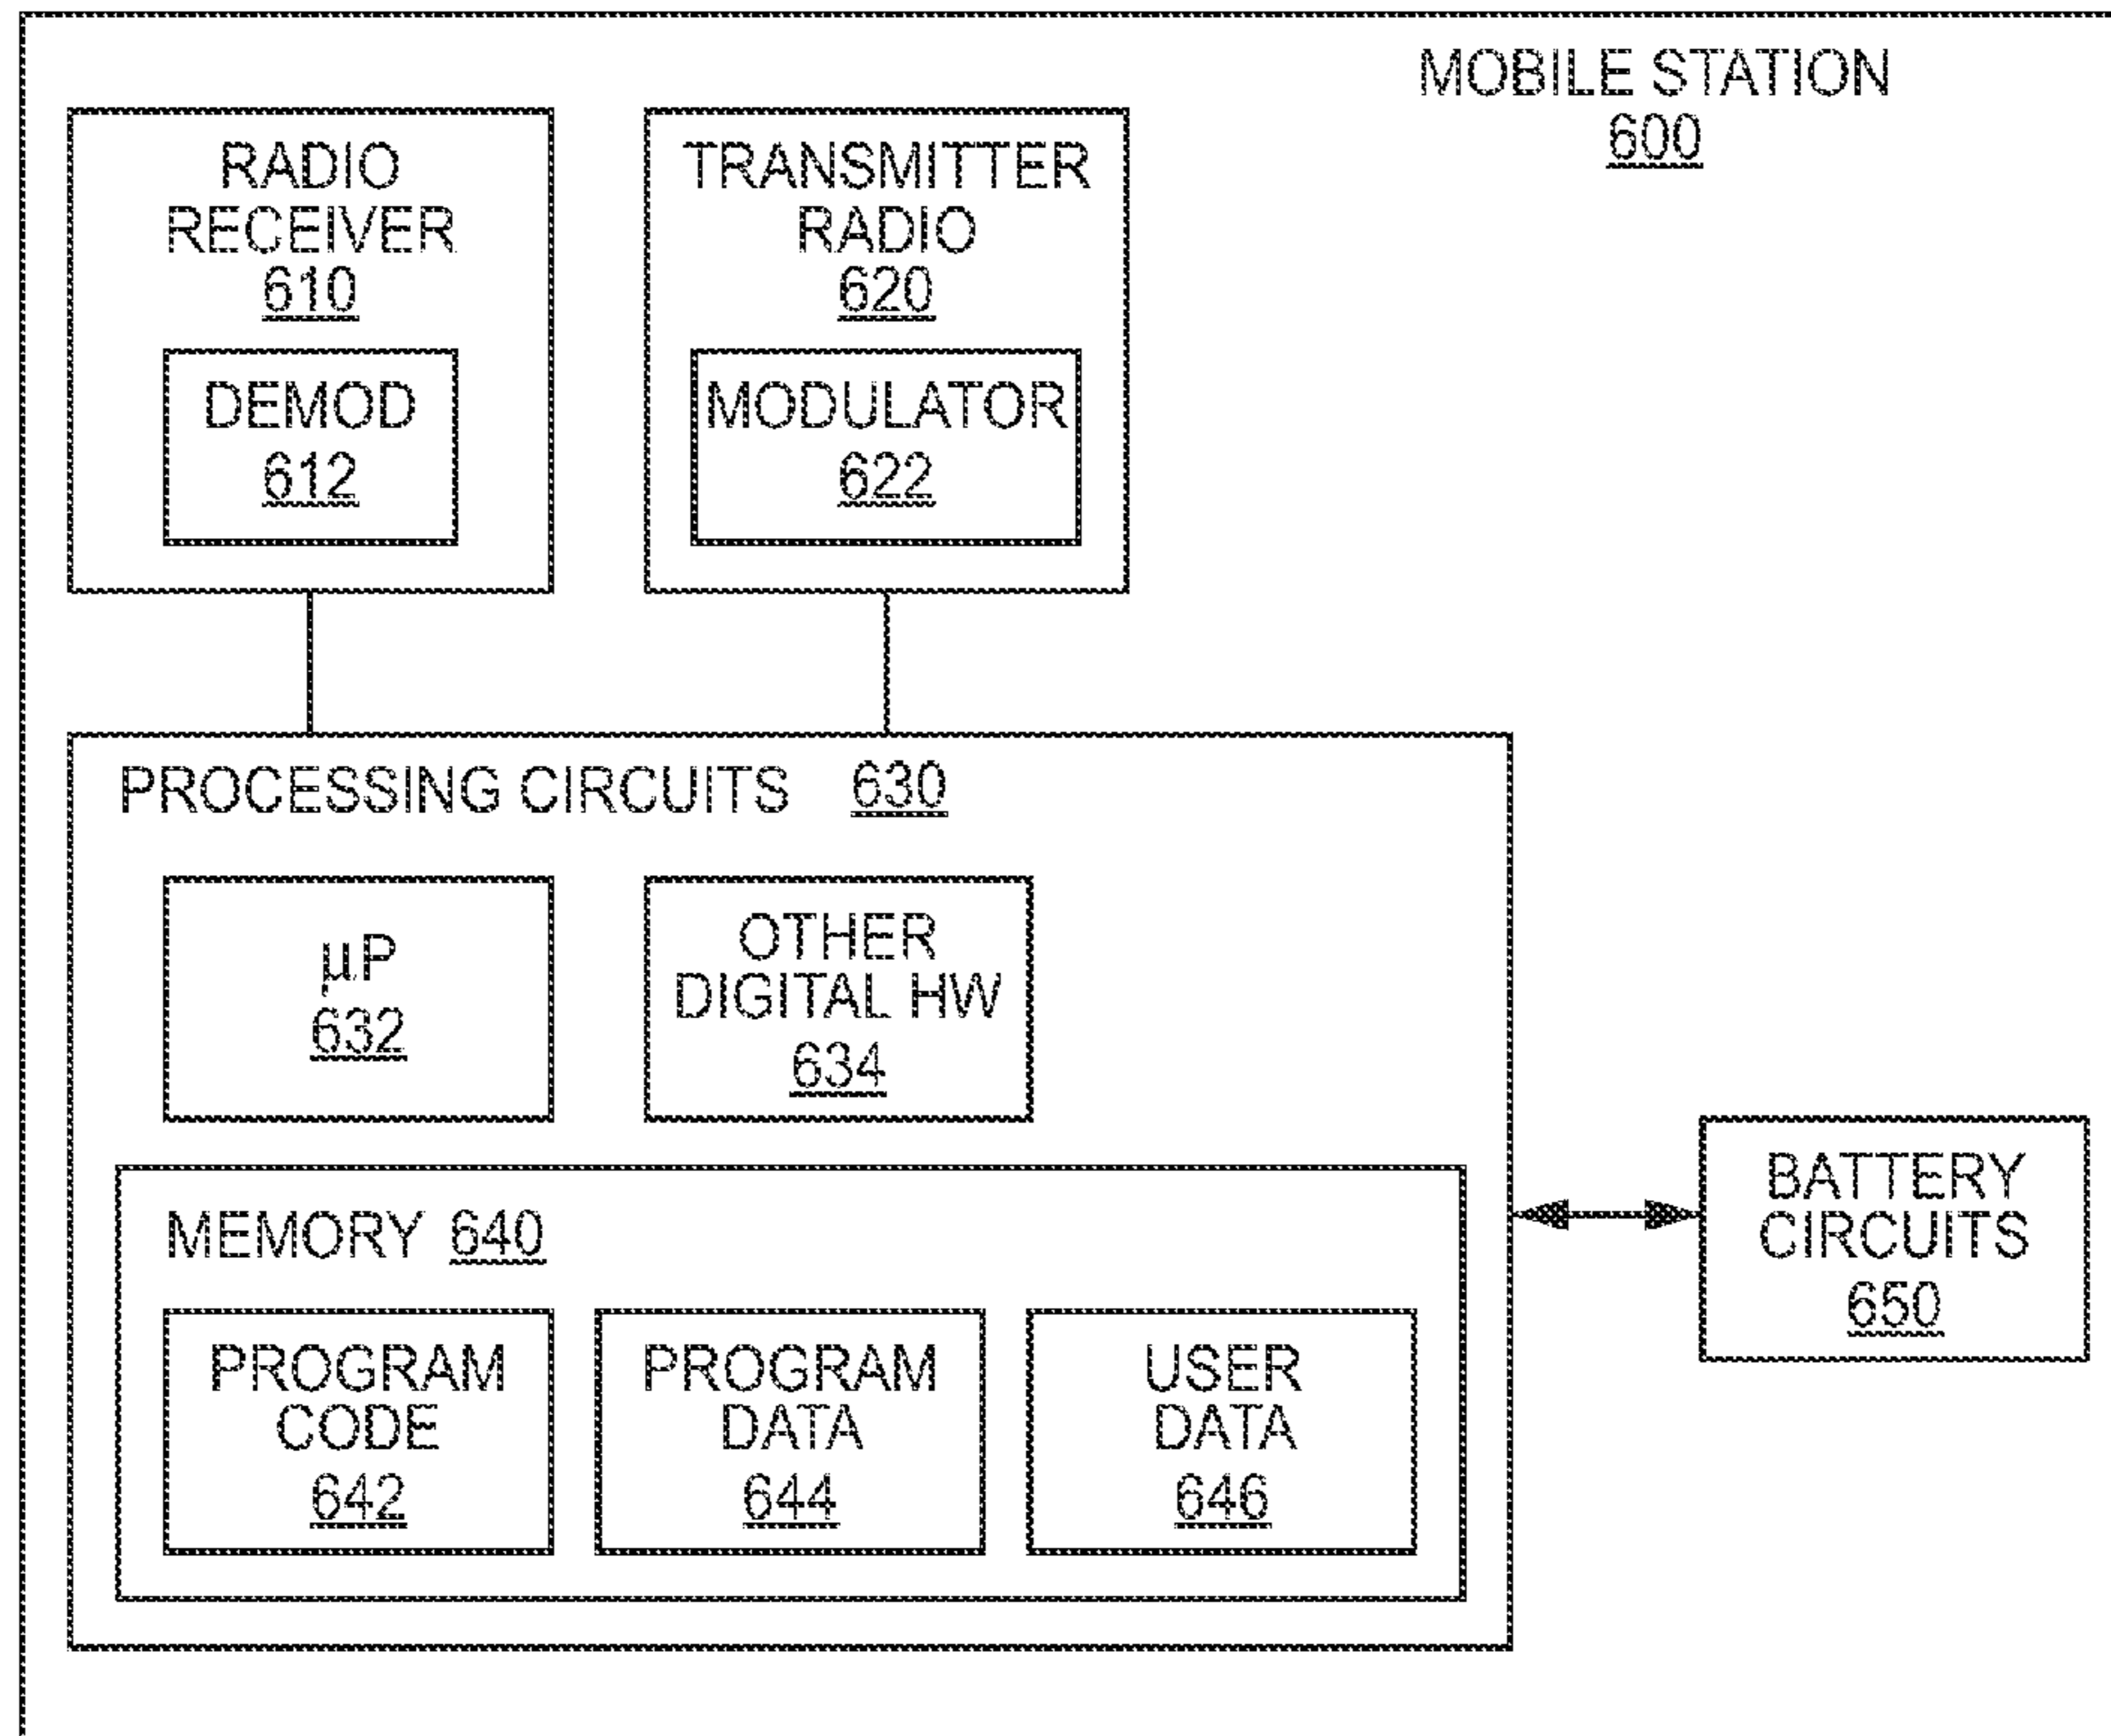 MOBILE STATION
600
RADIO
RECEIVER
610
DEMOD
612
TRANSMITTER
RADIO
620
MODULATOR
622
PROCESSING CIRCUITS 630
μP
632
OTHER
DIGITAL HW
634
MEMORY 640
PROGRAM
CODE
642
PROGRAM
DATA
644
USER
DATA
646
BATTERY
CIRCUITS
650